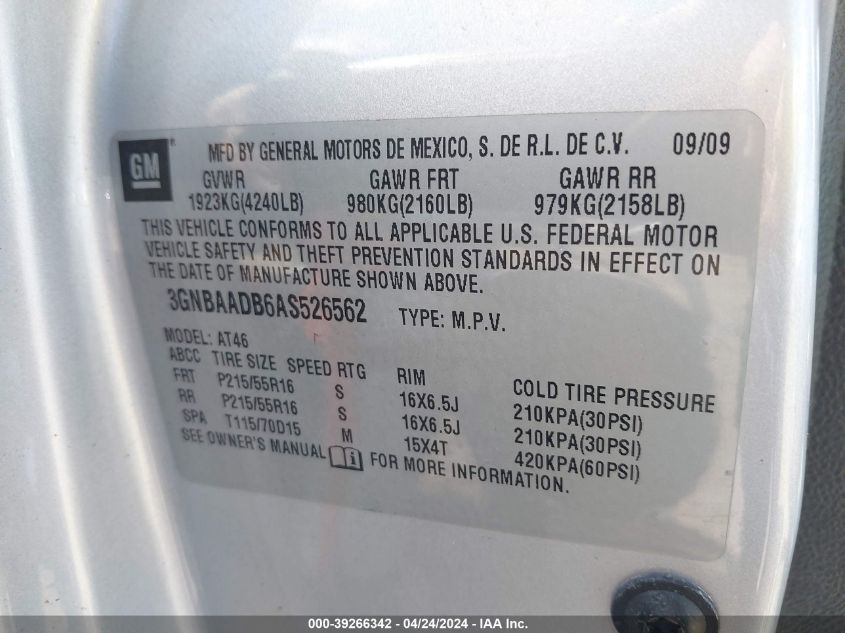 GM
MFD BY GENERAL MOTORS DE MEXICO, S. DE R.L. DE C.V. 09/09
GVWR GAWR FRT GAWR RR
1923KG(4240LB) 980KG(2160LB) 979KG(2158LB)
THIS VEHICLE CONFORMS TO ALL APPLICABLE U.S. FEDERAL MOTOR
VEHICLE SAFETY AND THEFT PREVENTION STANDARDS IN EFFECT ON
THE DATE OF MANUFACTURE SHOWN ABOVE.
3GNBAADB6AS526562 TYPE: M.P.V.
MODEL: AT46
ABCC TIRE SIZE SPEED RTG RIM COLD TIRE PRESSURE
FRT P215/55R16 S 16X6.5J 210KPA(30PSI)
RR P215/55R16 S 16X6.5J 210KPA(30PSI)
SPA T115/70D15 M 15X4T 420KPA(60PSI)
SEE OWNER'S MANUAL FOR MORE INFORMATION.
000-39266342 / 04/24/2024 - IAA Inc.